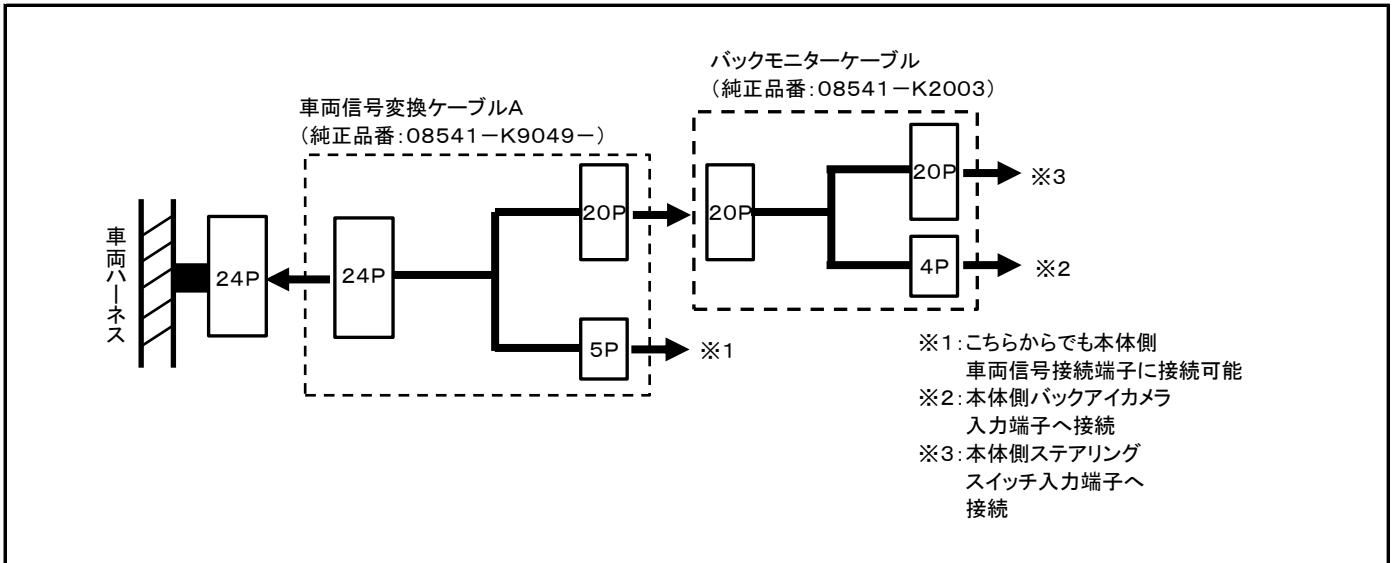 バックモニターケーブル
（純正品番：08541－K2003）
車両信号変換ケーブルA
（純正品番：08541－K9049－）
車両ハーネス
24P
24P
20P
5P
※1
20P
20P
※3
4P
※2
※1：こちらからでも本体側
車両信号接続端子に接続可能
※2：本体側バックアイカメラ
入力端子へ接続
※3：本体側ステアリング
スイッチ入力端子へ
接続